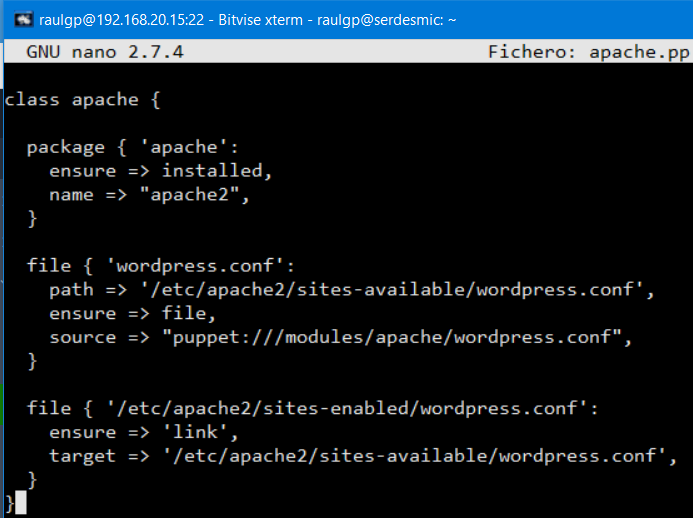 raulgp@192.168.20.15:22 - Bitvise xterm - raulgp@serdesmic: ~
GNU nano 2.7.4 Fichero: apache.pp
class apache {
package { 'apache':
ensure => installed,
name => "apache2",
}
file { 'wordpress.conf':
path => '/etc/apache2/sites-available/wordpress.conf',
ensure => file,
source => "puppet:///modules/apache/wordpress.conf",
}
file { '/etc/apache2/sites-enabled/wordpress.conf':
ensure => 'link',
target => '/etc/apache2/sites-available/wordpress.conf',
}
}